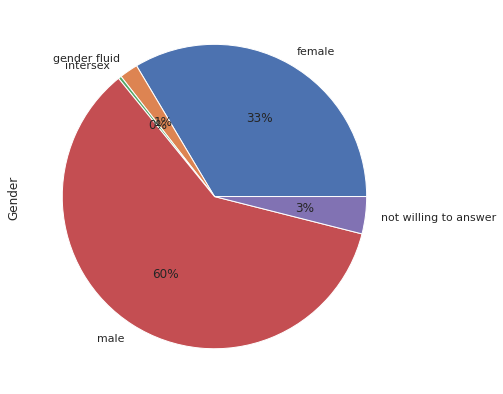 female
gender fluid
intersex
33%
1%
0%
Gender
3%
not willing to answer
60%
male